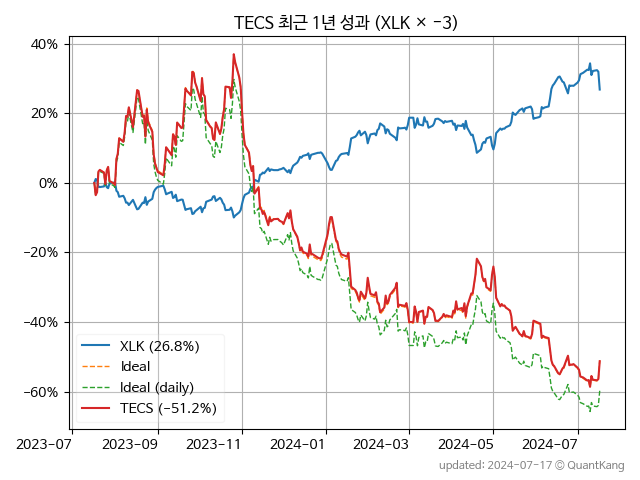 TECS 최근 1년 성과 (XLK × −3)
40%
20%
0%
−20%
−40%
−60%
XLK (26.8%)
Ideal
Ideal (daily)
TECS (−51.2%)
2023-07
2023-09
2023-11
2024-01
2024-03
2024-05
2024-07
updated: 2024-07-17 © QuantKang